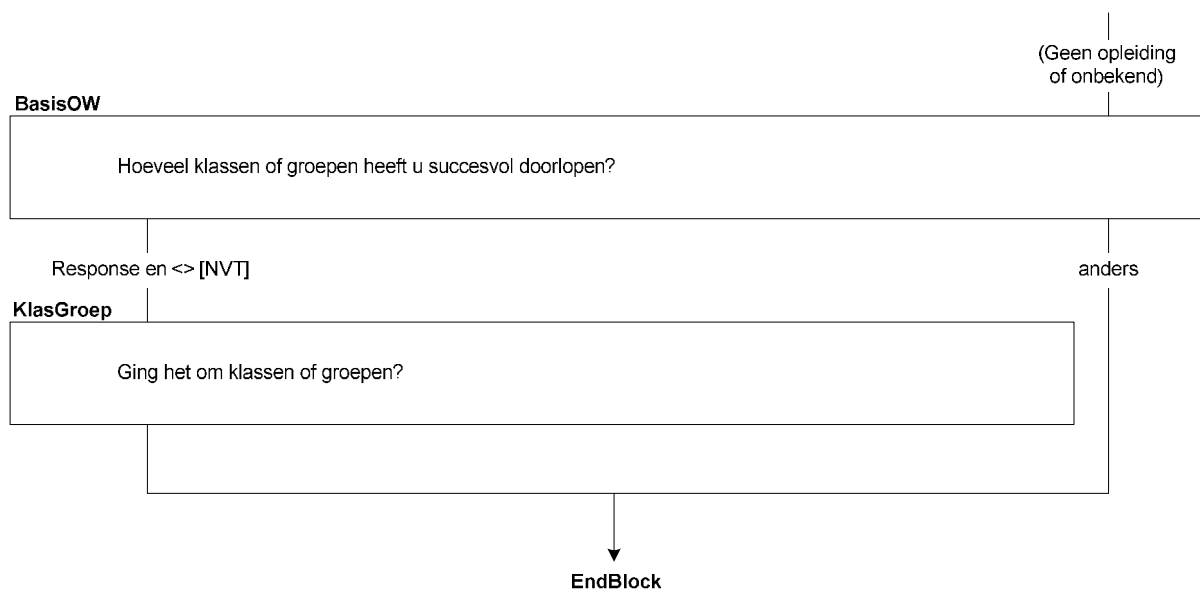 (Geen opleiding
of onbekend)
BasisOW
Hoeveel klassen of groepen heeft u succesvol doorlopen?
Response en <> [NVT]
anders
KlasGroep
Ging het om klassen of groepen?
EndBlock